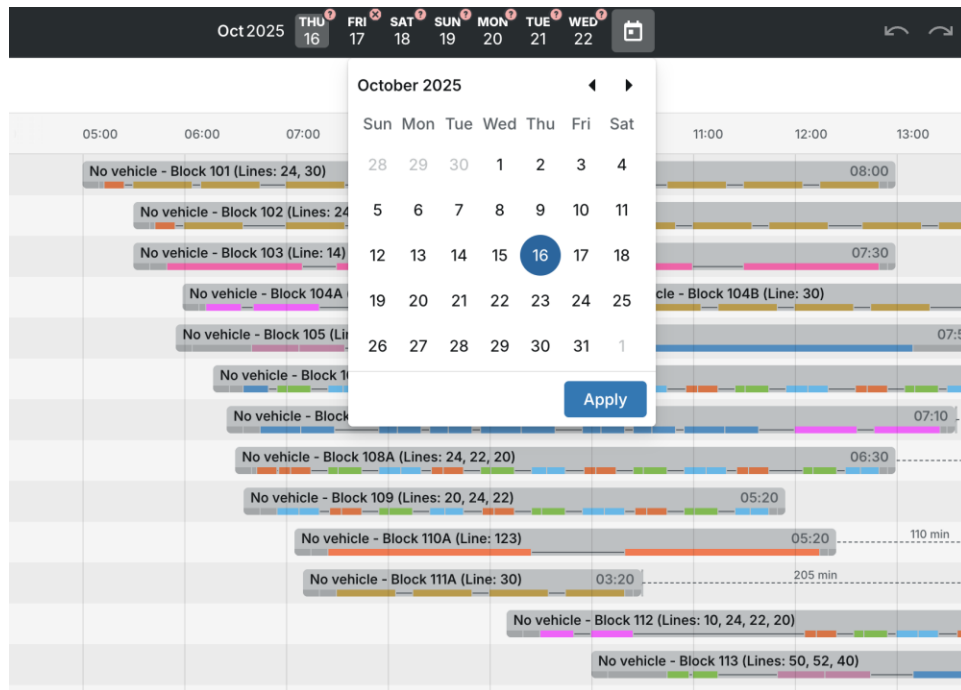 Oct 2025 THU ? FRI SAT ? SUN ? MON ? TUE ? WED ?
16 17 18 19 20 21 22
October 2025
Sun Mon Tue Wed Thu Fri Sat
28 29 30 1 2 3 4
5 6 7 8 9 10 11
12 13 14 15 16 17 18
19 20 21 22 23 24 25
26 27 28 29 30 31 1
Apply
05:00 06:00 07:00 11:00 12:00 13:00
No vehicle - Block 101 (Lines: 24, 30) 08:00
No vehicle - Block 102 (Lines: 24
No vehicle - Block 103 (Line: 14) 07:30
No vehicle - Block 104A cle - Block 104B (Line: 30)
No vehicle - Block 105 07:5
No vehicle - Block
No vehicle - Block 07:10
No vehicle - Block 108A (Lines: 24, 22, 20) 06:30
No vehicle - Block 109 (Lines: 20, 24, 22) 05:20
No vehicle - Block 110A (Line: 123) 05:20 110 min
No vehicle - Block 111A (Line: 30) 03:20 205 min
No vehicle - Block 112 (Lines: 10, 24, 22, 20)
No vehicle - Block 113 (Lines: 50, 52, 40)